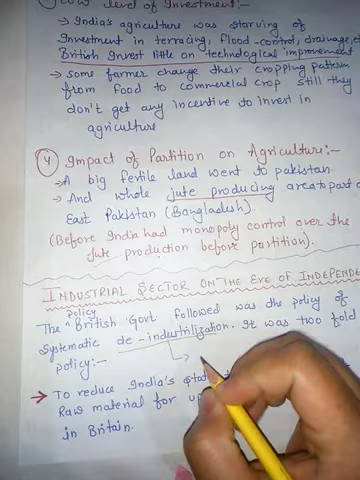 Low level of Investment:-
→ India's agriculture was starving of
Investment in terracing, flood-control, drainage, et
British Invest little on technological improvement
→ Some farmer change their cropping pattern
from food to commercial crop still they
don't get any incentive to invest in
agriculture
4 Impact of Partition on Agriculture:-
→ A big fertile land went to pakistan.
→ And whole jute producing area to part o
East Pakistan (Bangladesh).
(Before India had monopoly control over the
Jute production before partition).
INDUSTRIAL SECTOR ON THE EVE OF INDEPEND
policy
The British Govt followed was the policy of
systematic de-industrilization. It was two fold
policy:-
→ To reduce India's
Raw material for
in Britain.